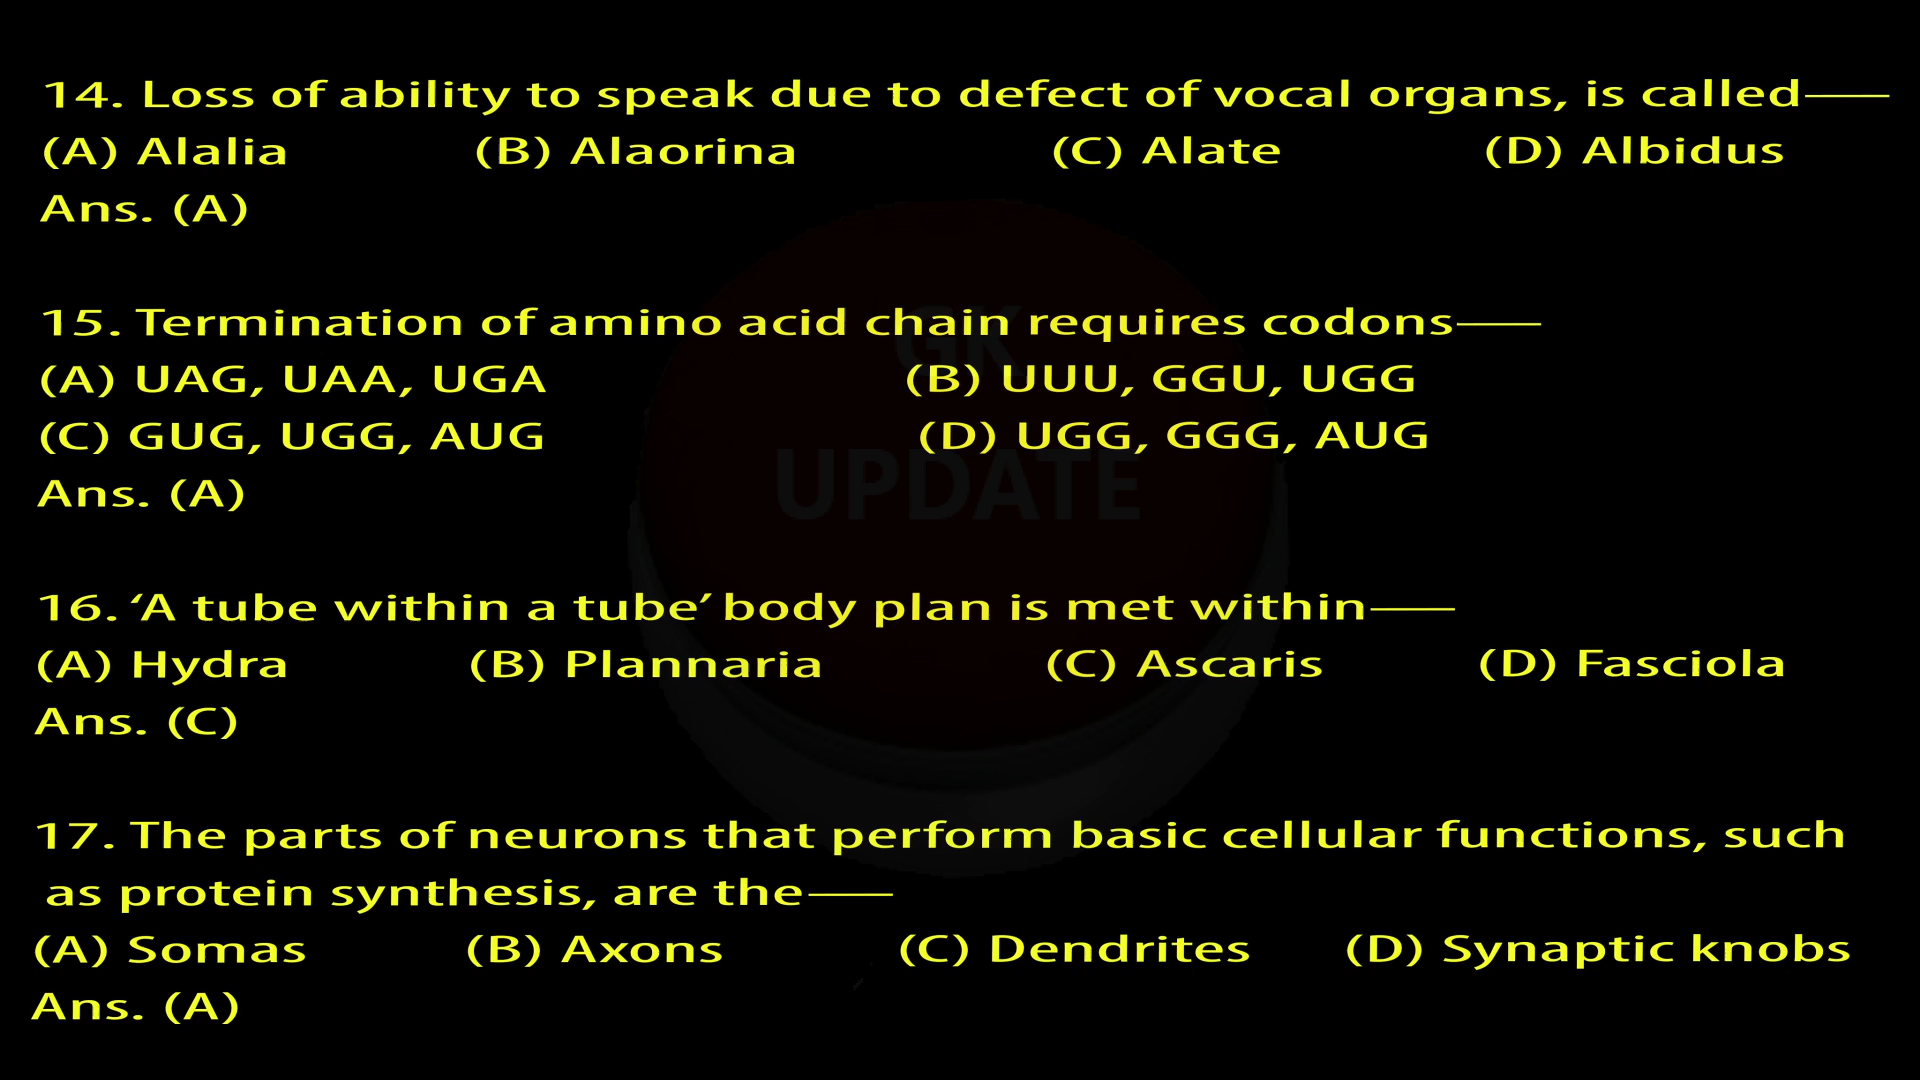 14. Loss of ability to speak due to defect of vocal organs, is called——
(A) Alalia (B) Alaorina (C) Alate (D) Albidus
Ans. (A)
15. Termination of amino acid chain requires codons——
(A) UAG, UAA, UGA (B) UUU, GGU, UGG
(C) GUG, UGG, AUG (D) UGG, GGG, AUG
Ans. (A)
16. ‘A tube within a tube’ body plan is met within——
(A) Hydra (B) Plannaria (C) Ascaris (D) Fasciola
Ans. (C)
17. The parts of neurons that perform basic cellular functions, such
as protein synthesis, are the——
(A) Somas (B) Axons (C) Dendrites (D) Synaptic knobs
Ans. (A)
GK
UPDATE